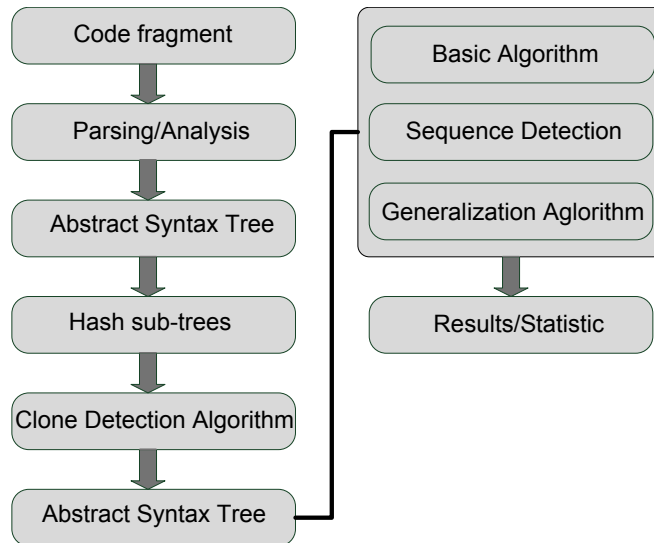 Code fragment
Parsing/Analysis
Abstract Syntax Tree
Hash sub-trees
Clone Detection Algorithm
Abstract Syntax Tree
Basic Algorithm
Sequence Detection
Generalization Aglorithm
Results/Statistic